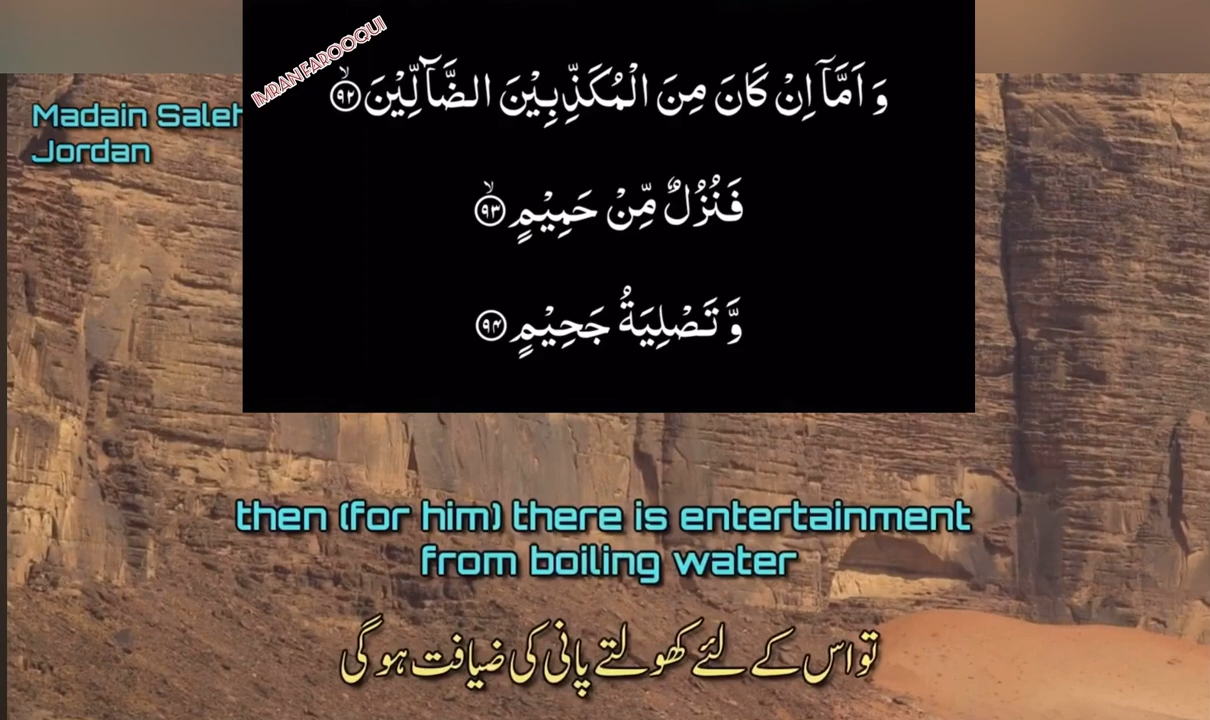 IMRAN FAROOQUI
Madain Saleh
Jordan
وَ اَمَّاۤ اِنْ كَانَ مِنَ الْمُكَذِّبِیْنَ الضَّآلِّیْنَۙ۝۹۲
فَنُزُلٌ مِّنْ حَمِیْمٍۙ۝۹۳
وَّ تَصْلِیَةُ جَحِیْمٍ۝۹۴
then (for him) there is entertainment
from boiling water
تو اس کے لئے کھولتے پانی کی ضیافت ہو گی